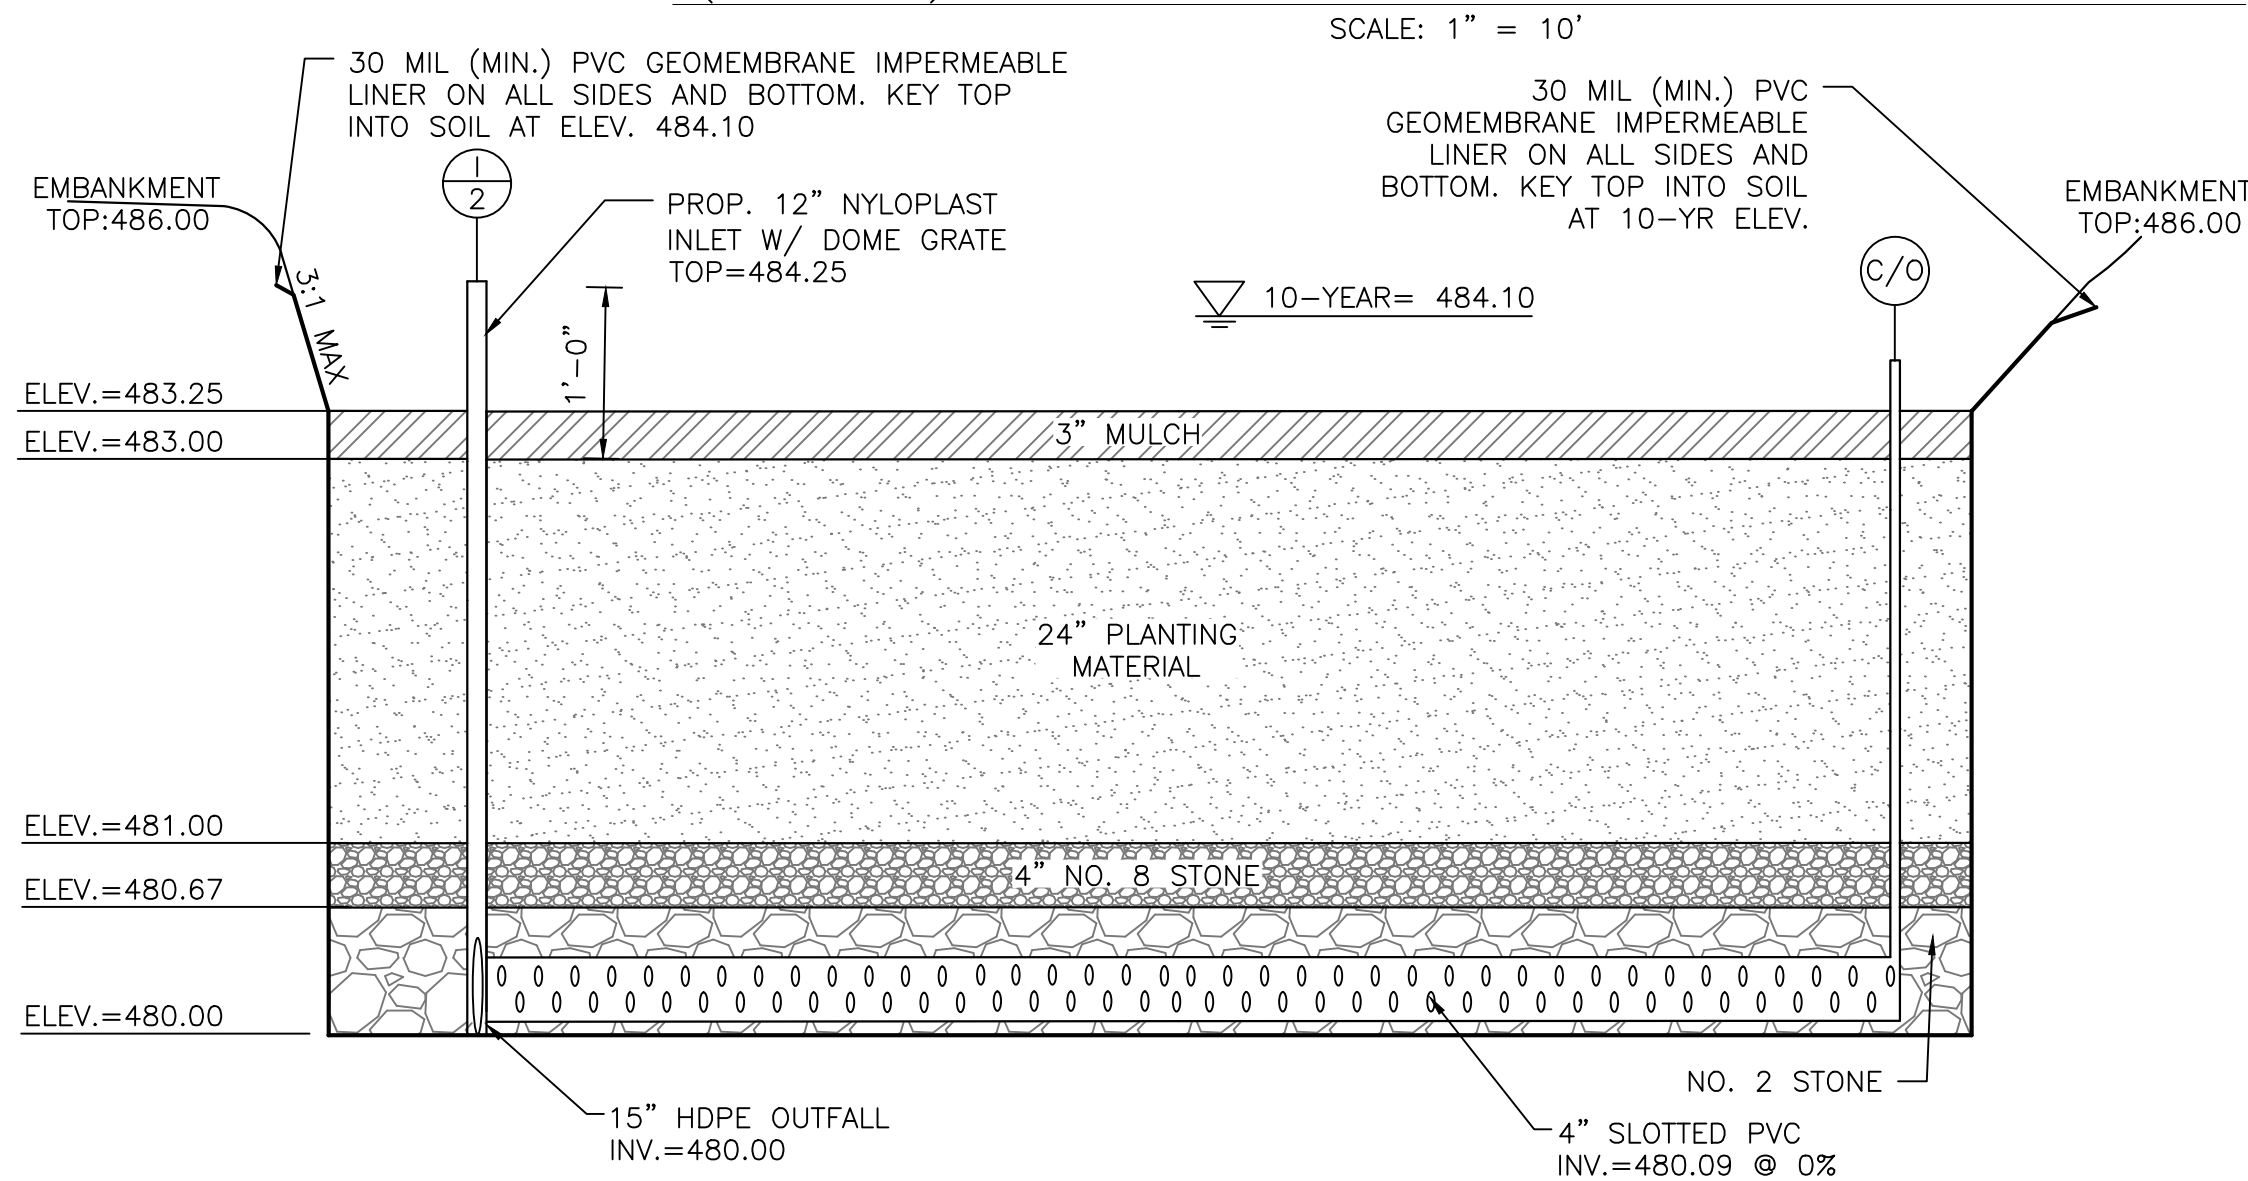 SCALE: 1" = 10'
30 MIL (MIN.) PVC GEOMEMBRANE IMPERMEABLE
LINER ON ALL SIDES AND BOTTOM. KEY TOP
INTO SOIL AT ELEV. 484.10
30 MIL (MIN.) PVC
GEOMEMBRANE IMPERMEABLE
LINER ON ALL SIDES AND
BOTTOM. KEY TOP INTO SOIL
AT 10-YR ELEV.
EMBANKMENT
TOP:486.00
1
2
PROP. 12" NYLOPLAST
INLET W/ DOME GRATE
TOP=484.25
EMBANKMENT
TOP:486.00
C/O
3:1 MAX
10-YEAR= 484.10
1'-0"
ELEV.=483.25
ELEV.=483.00
3" MULCH
24" PLANTING
MATERIAL
ELEV.=481.00
4" NO. 8 STONE
ELEV.=480.67
ELEV.=480.00
NO. 2 STONE
15" HDPE OUTFALL
INV.=480.00
4" SLOTTED PVC
INV.=480.09 @ 0%